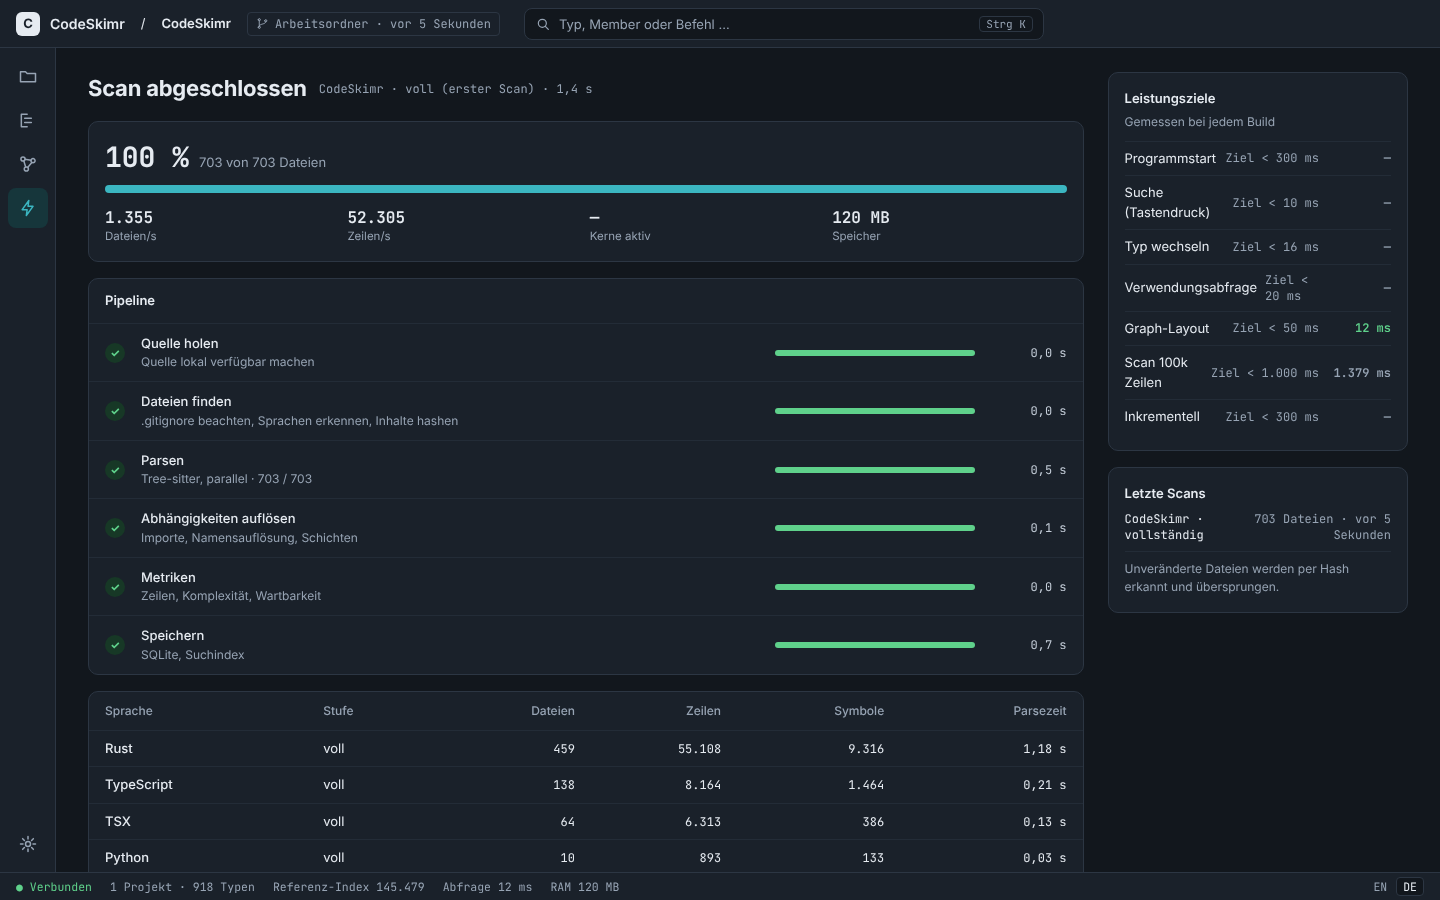 C CodeSkimr / CodeSkimr Arbeitsordner · vor 5 Sekunden Typ, Member oder Befehl ... Strg K
Scan abgeschlossen CodeSkimr · voll (erster Scan) · 1,4 s
100 % 703 von 703 Dateien
1.355 52.305 — 120 MB
Dateien/s Zeilen/s Kerne aktiv Speicher
Pipeline
Quelle holen
Quelle lokal verfügbar machen
0,0 s
Dateien finden
.gitignore beachten, Sprachen erkennen, Inhalte hashen
0,0 s
Parsen
Tree-sitter, parallel · 703 / 703
0,5 s
Abhängigkeiten auflösen
Importe, Namensauflösung, Schichten
0,1 s
Metriken
Zeilen, Komplexität, Wartbarkeit
0,0 s
Speichern
SQLite, Suchindex
0,7 s
Sprache Stufe Dateien Zeilen Symbole Parsezeit
Rust voll 459 55.108 9.316 1,18 s
TypeScript voll 138 8.164 1.464 0,21 s
TSX voll 64 6.313 386 0,13 s
Python voll 10 893 133 0,03 s
Leistungsziele
Gemessen bei jedem Build
Programmstart Ziel < 300 ms —
Suche
(Tastendruck) Ziel < 10 ms —
Typ wechseln Ziel < 16 ms —
Verwendungsabfrage Ziel <
20 ms —
Graph-Layout Ziel < 50 ms 12 ms
Scan 100k
Zeilen Ziel < 1.000 ms 1.379 ms
Inkrementell Ziel < 300 ms —
Letzte Scans
CodeSkimr · 703 Dateien · vor 5
vollständig Sekunden
Unveränderte Dateien werden per Hash
erkannt und übersprungen.
Verbunden 1 Projekt · 918 Typen Referenz-Index 145.479 Abfrage 12 ms RAM 120 MB EN DE